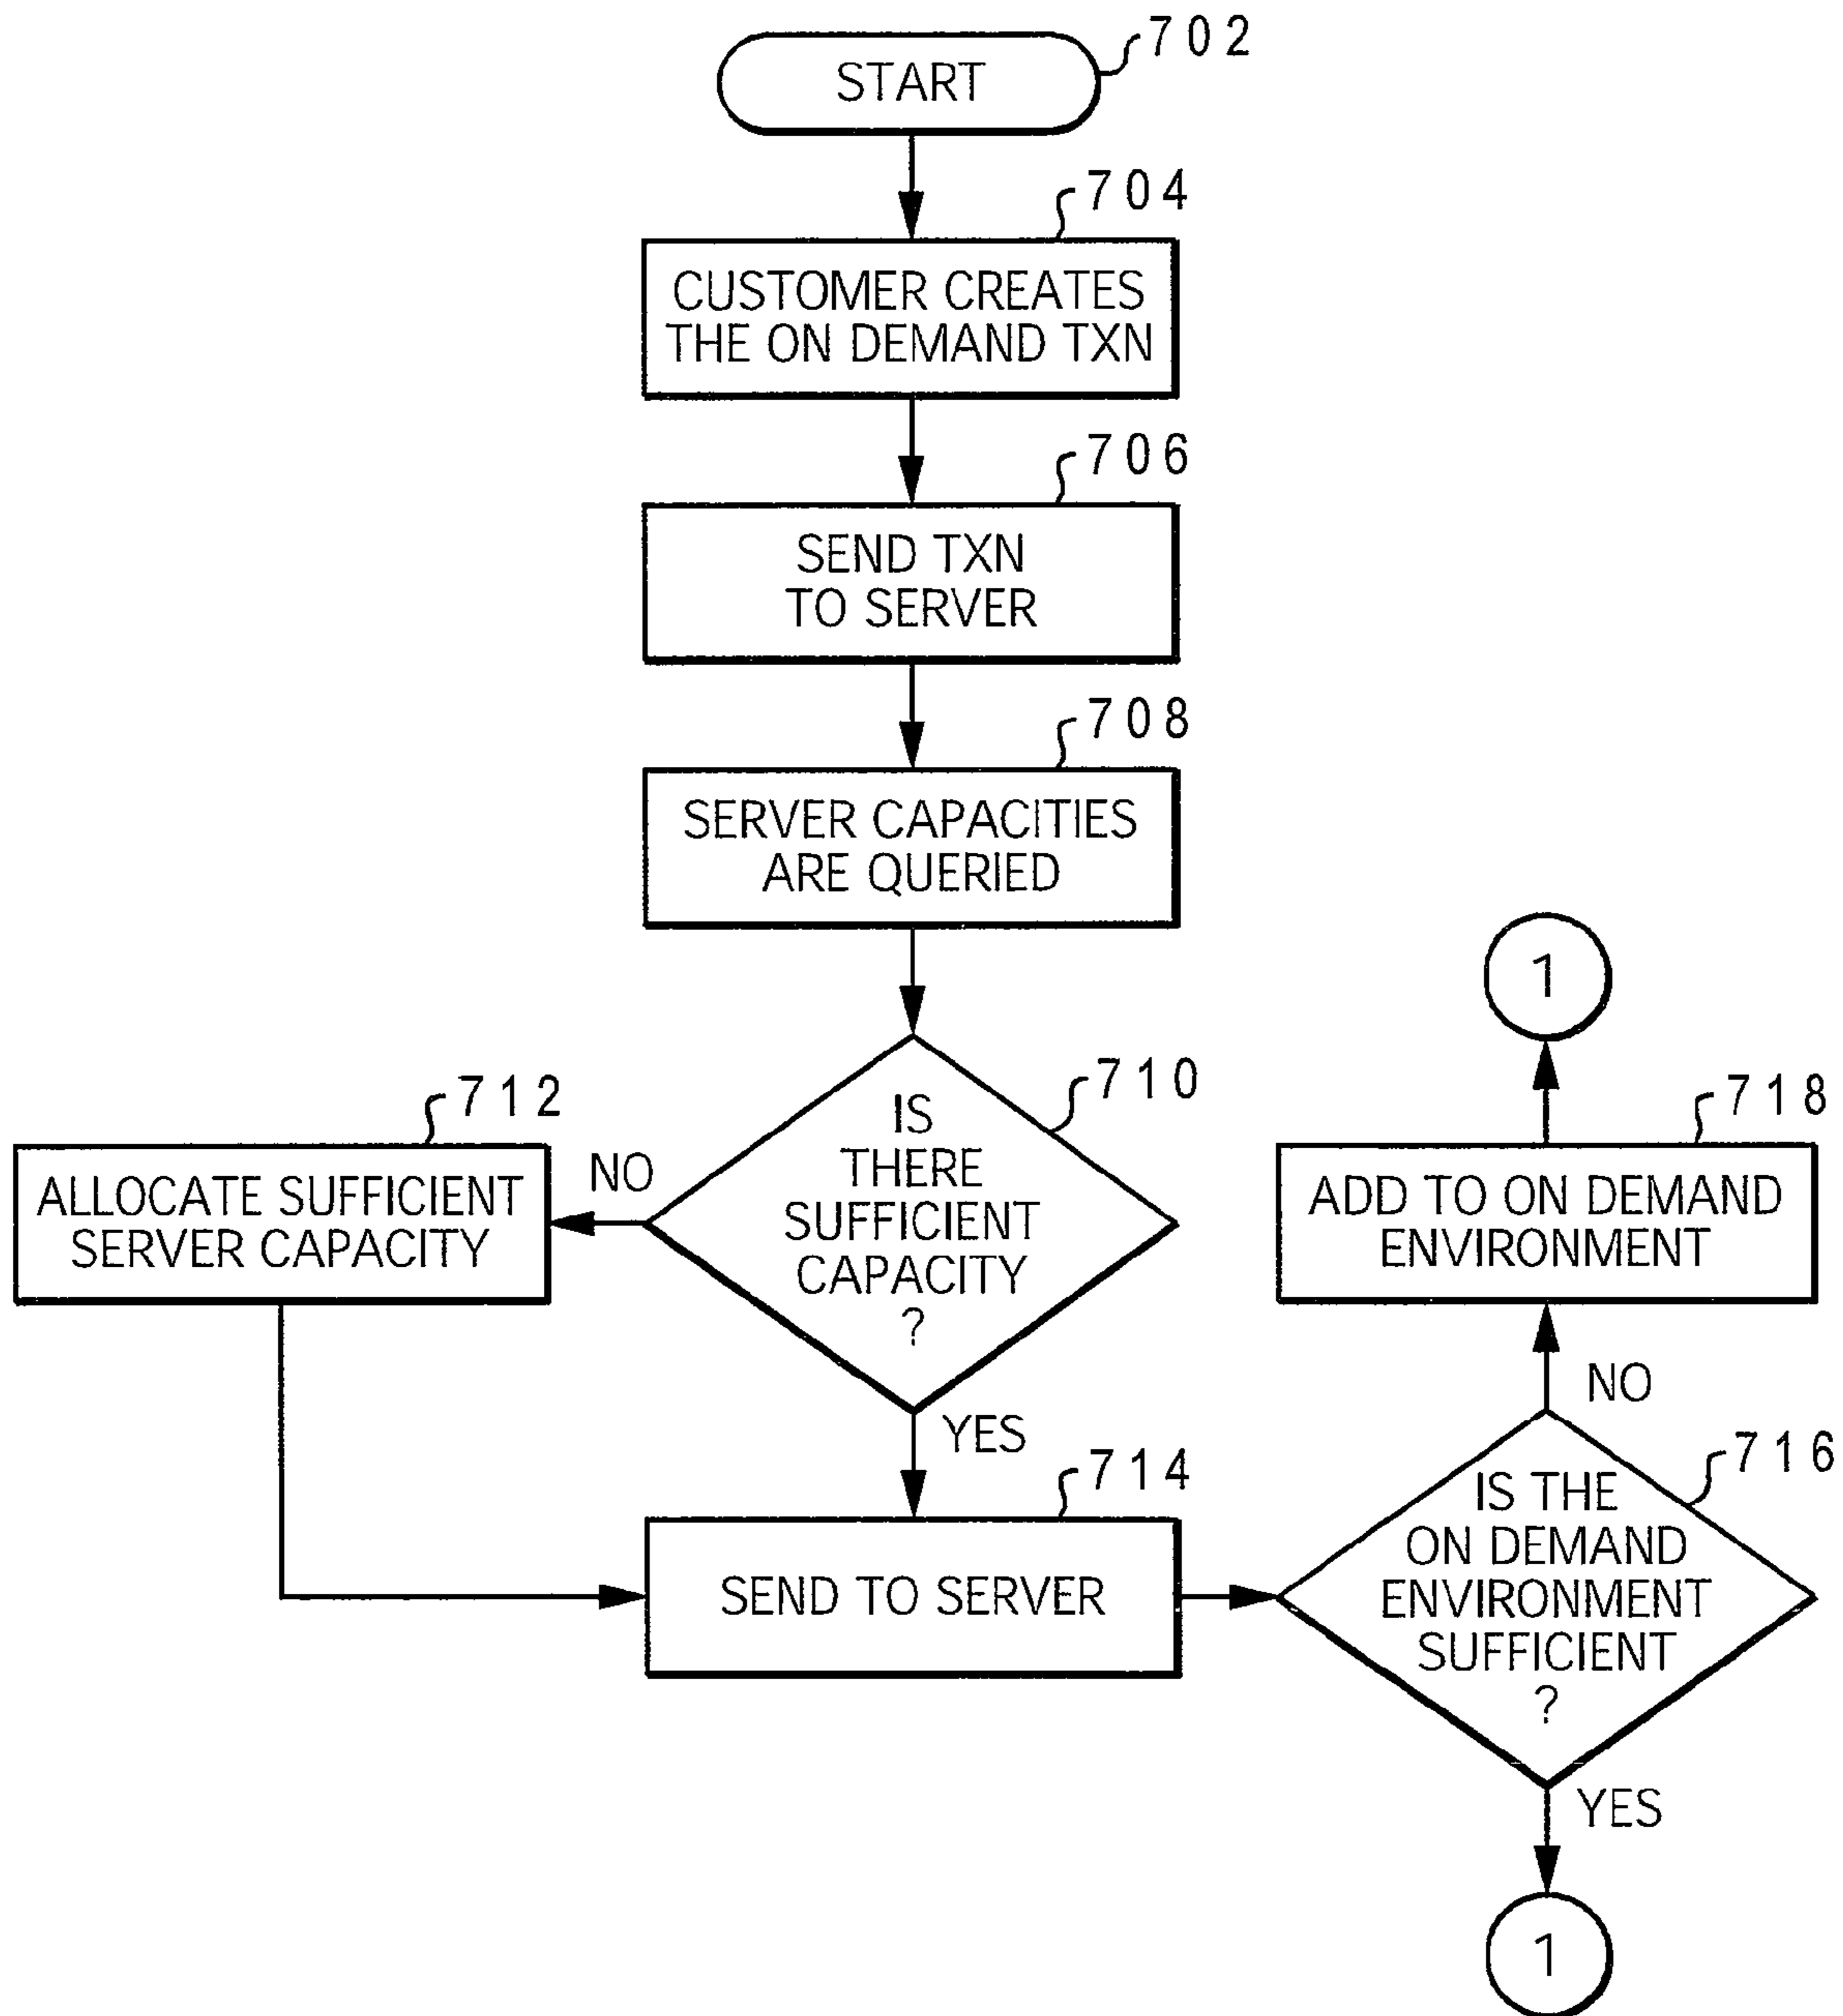 702
START
704
CUSTOMER CREATES
THE ON DEMAND TXN
706
SEND TXN
TO SERVER
708
SERVER CAPACITIES
ARE QUERIED
710
IS
THERE
SUFFICIENT
CAPACITY
?
NO
712
ALLOCATE SUFFICIENT
SERVER CAPACITY
YES
714
SEND TO SERVER
716
IS THE
ON DEMAND
ENVIRONMENT
SUFFICIENT
?
NO
718
ADD TO ON DEMAND
ENVIRONMENT
1
YES
1